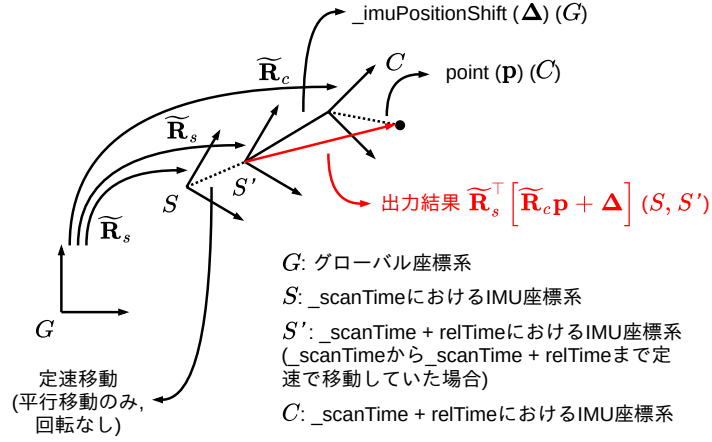 _imuPositionShift (Δ) (G)
C
R̃_c
point (p) (C)
R̃_s
S
S'
出力結果 R̃_s^⊤ [R̃_c p + Δ] (S, S')
R̃_s
G
G: グローバル座標系
S: _scanTimeにおけるIMU座標系
S': _scanTime + relTimeにおけるIMU座標系
(_scanTimeから_scanTime + relTimeまで定
速で移動していた場合)
C: _scanTime + relTimeにおけるIMU座標系
定速移動
(平行移動のみ,
回転なし)